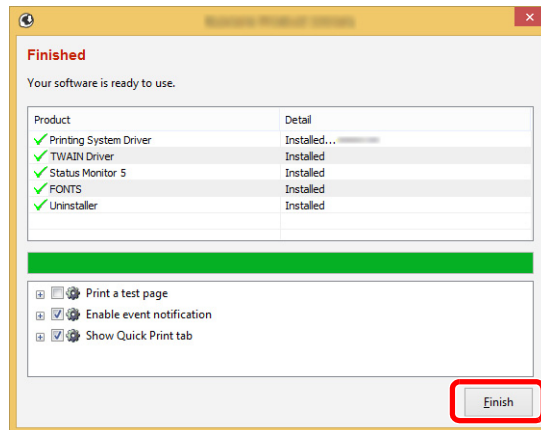 Finished
Your software is ready to use.
Product Detail
Printing System Driver Installed...
TWAIN Driver Installed
Status Monitor 5 Installed
FONTS Installed
Uninstaller Installed
Print a test page
Enable event notification
Show Quick Print tab
Finish